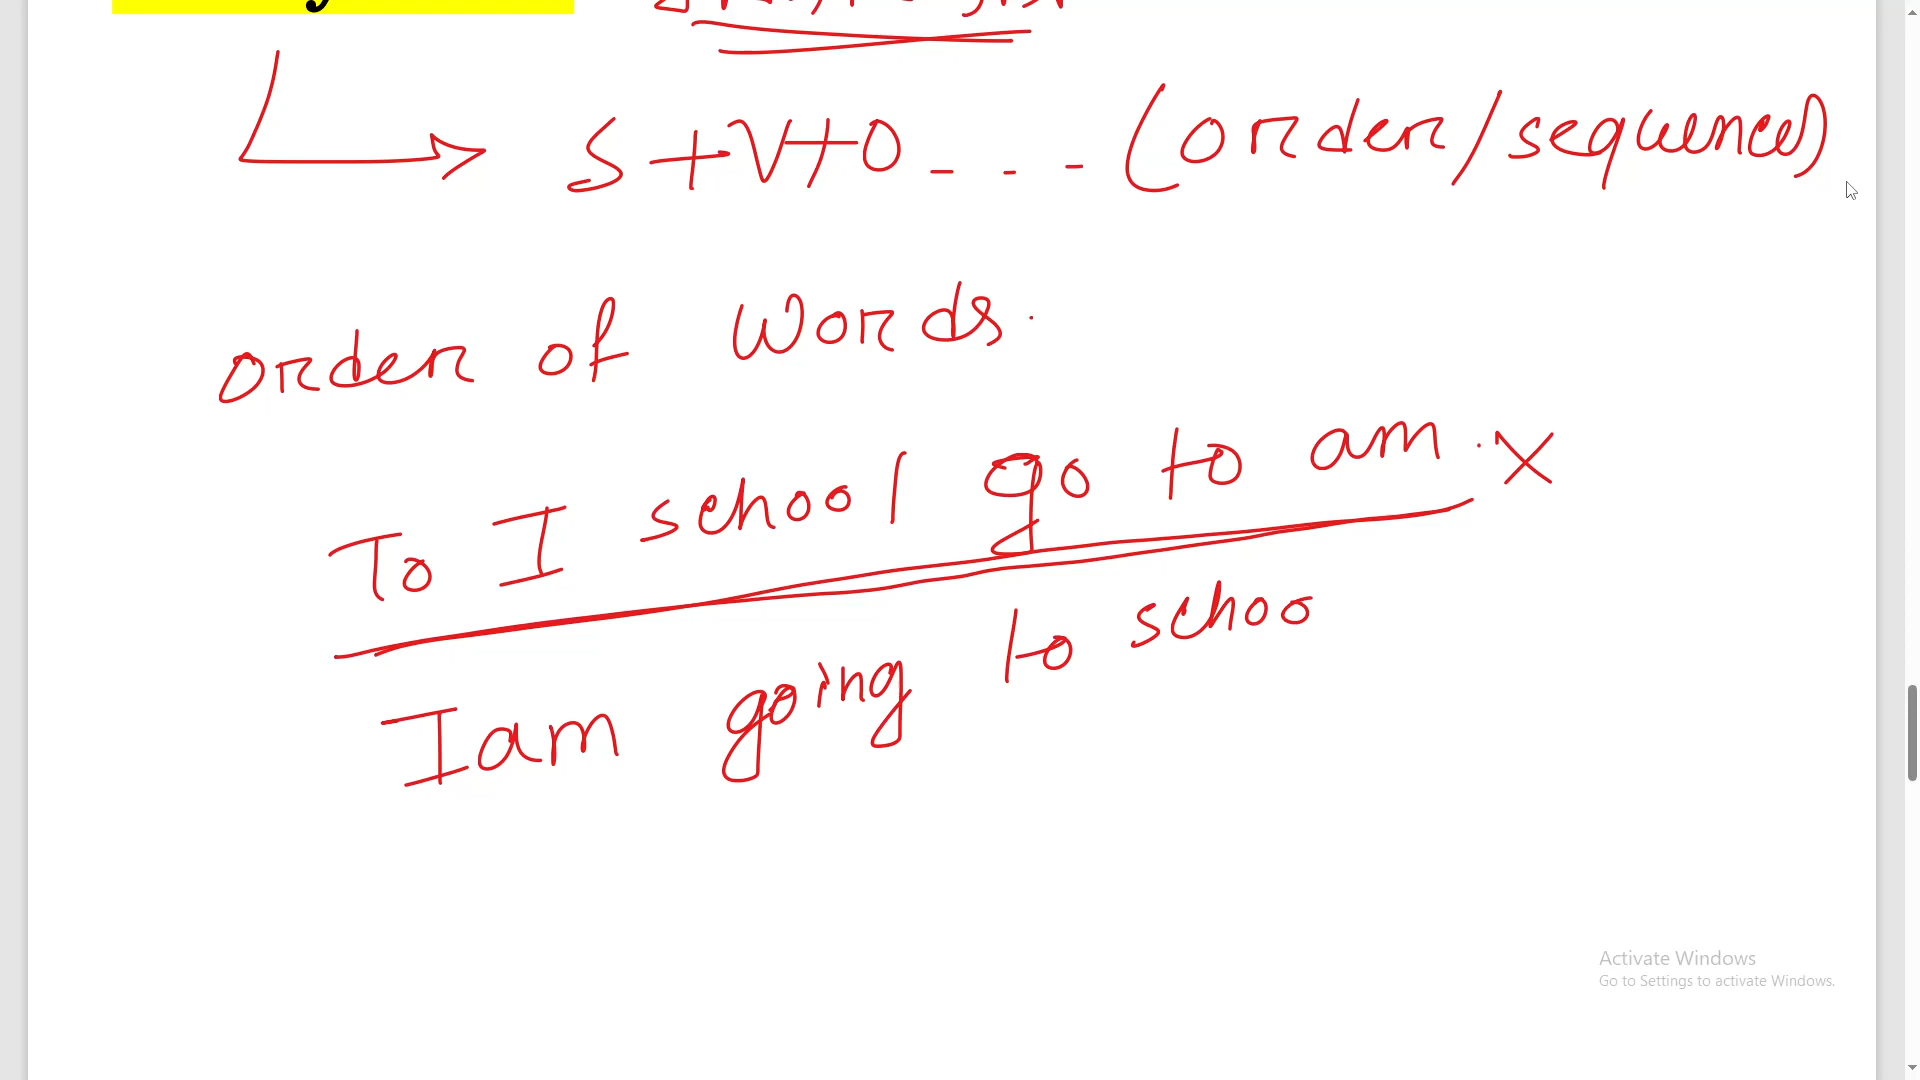 S+V+O - - - (order/sequence)
order of words.
To I school go to am. X
I am going to schoo
Activate Windows
Go to Settings to activate Windows.